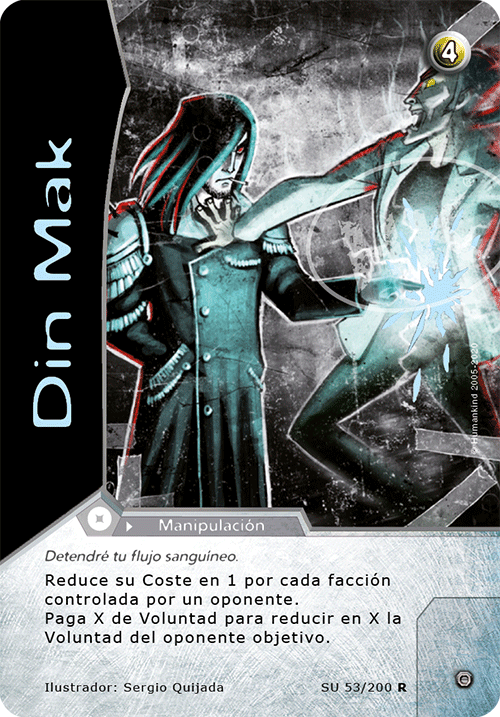 4
Din Mak
Humankind 2005-2020
Manipulación
Detendré tu flujo sanguíneo.
Reduce su Coste en 1 por cada facción
controlada por un oponente.
Paga X de Voluntad para reducir en X la
Voluntad del oponente objetivo.
Ilustrador: Sergio Quijada
SU 53/200 R